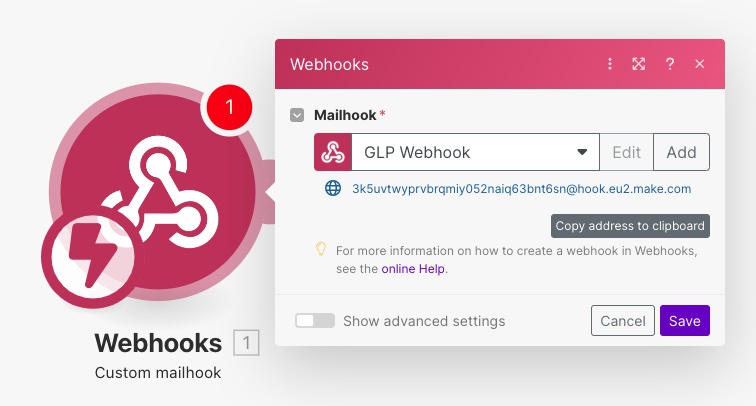 Webhooks
?
1
Mailhook *
GLP Webhook
Edit
Add
3k5uvtwyprvbrqmiy052naiq63bnt6sn@hook.eu2.make.com
Copy address to clipboard
For more information on how to create a webhook in Webhooks,
see the online Help.
Show advanced settings
Cancel
Save
Webhooks 1
Custom mailhook